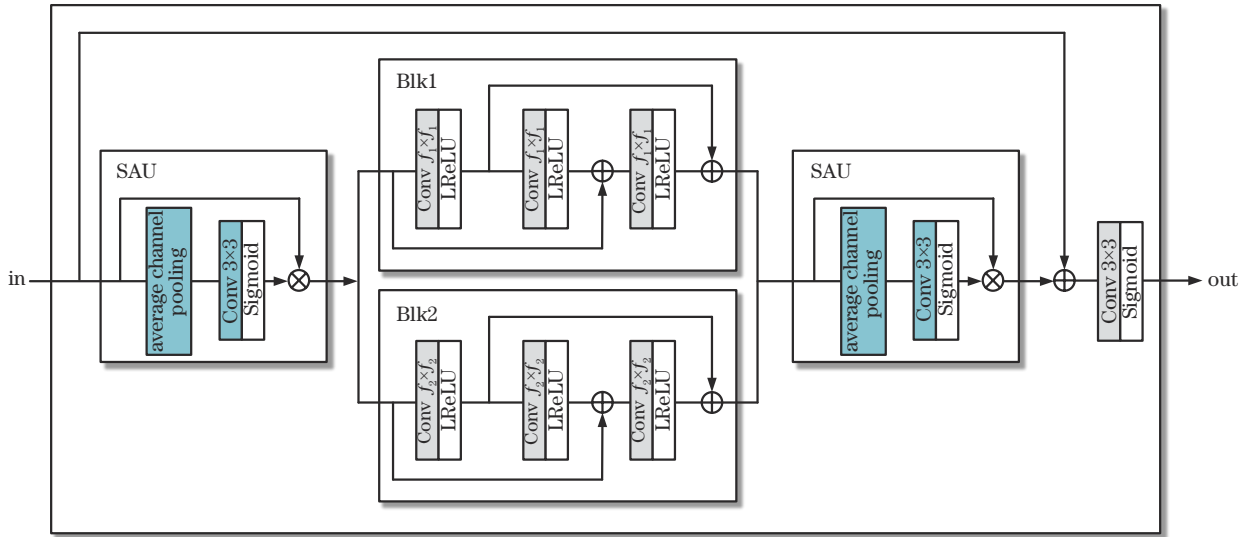 in
SAU
average channel
pooling
Conv 3×3
Sigmoid
Blk1
Conv f₁×f₁
LReLU
Conv f₁×f₁
LReLU
Conv f₁×f₁
LReLU
Blk2
Conv f₂×f₂
LReLU
Conv f₂×f₂
LReLU
Conv f₂×f₂
LReLU
SAU
average channel
pooling
Conv 3×3
Sigmoid
Conv 3×3
Sigmoid
out